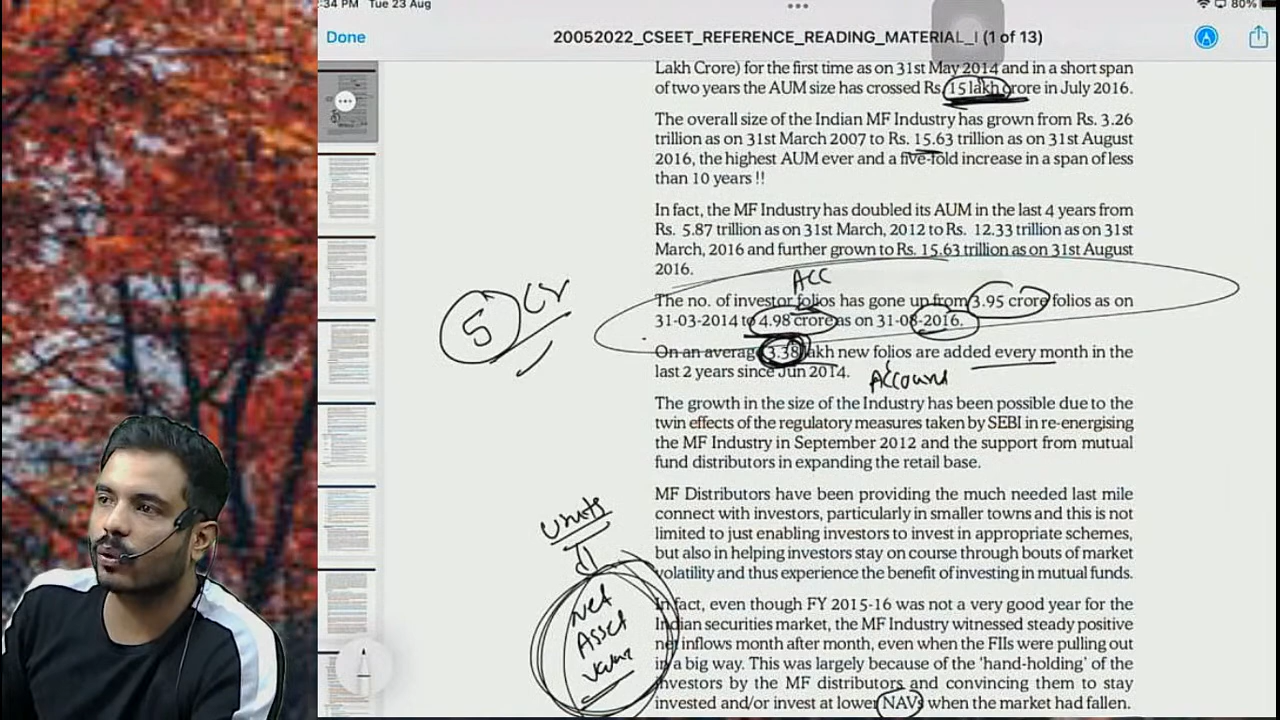 :34 PM Tue 23 Aug
80%
Done
20052022_CSEET_REFERENCE_READING_MATERIAL_I (1 of 13)
Lakh Crore) for the first time as on 31st May 2014 and in a short span
of two years the AUM size has crossed Rs 15 lakh crore in July 2016.
The overall size of the Indian MF Industry has grown from Rs. 3.26
trillion as on 31st March 2007 to Rs. 15.63 trillion as on 31st August
2016, the highest AUM ever and a five-fold increase in a span of less
than 10 years !!
In fact, the MF Industry has doubled its AUM in the last 4 years from
Rs. 5.87 trillion as on 31st March, 2012 to Rs. 12.33 trillion as on 31st
March, 2016 and further grown to Rs. 15.63 trillion as on 31st August
2016.
ACC
The no. of investor folios has gone up from 3.95 crore folios as on
31-03-2014 to 4.98 crore as on 31-08-2016.
5 Cr
On an average 38 lakh new folios are added every month in the
last 2 years since Jun 2014.
Account
The growth in the size of the Industry has been possible due to the
twin effects of the regulatory measures taken by SEBI in re-energising
the MF Industry in September 2012 and the support from mutual
fund distributors in expanding the retail base.
MF Distributors have been providing the much needed last mile
connect with investors, particularly in smaller towns and this is not
limited to just enabling investors to invest in appropriate schemes,
but also in helping investors stay on course through bouts of market
volatility and thus experience the benefit of investing in mutual funds.
Units
Net
Asset
Value
In fact, even though FY 2015-16 was not a very good year for the
Indian securities market, the MF Industry witnessed steady positive
net inflows month after month, even when the FIIs were pulling out
in a big way. This was largely because of the 'hand-holding' of the
investors by the MF distributors and convincing them to stay
invested and/or invest at lower NAVs when the market had fallen.